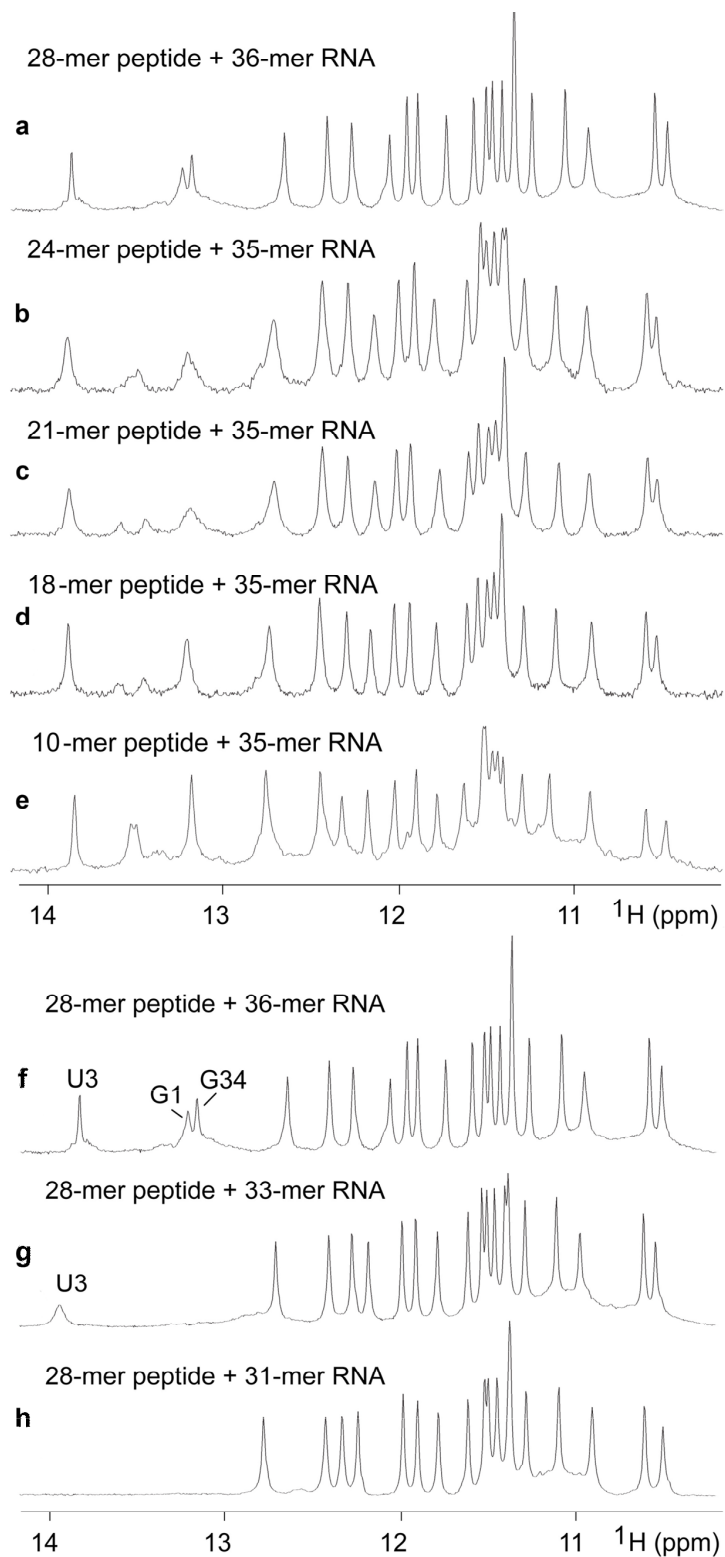 28-mer peptide + 36-mer RNA
a
24-mer peptide + 35-mer RNA
b
21-mer peptide + 35-mer RNA
c
18-mer peptide + 35-mer RNA
d
10-mer peptide + 35-mer RNA
e
14 13 12 11 ¹H (ppm)
28-mer peptide + 36-mer RNA
f
U3 G1 G34
28-mer peptide + 33-mer RNA
g
U3
28-mer peptide + 31-mer RNA
h
14 13 12 11 ¹H (ppm)